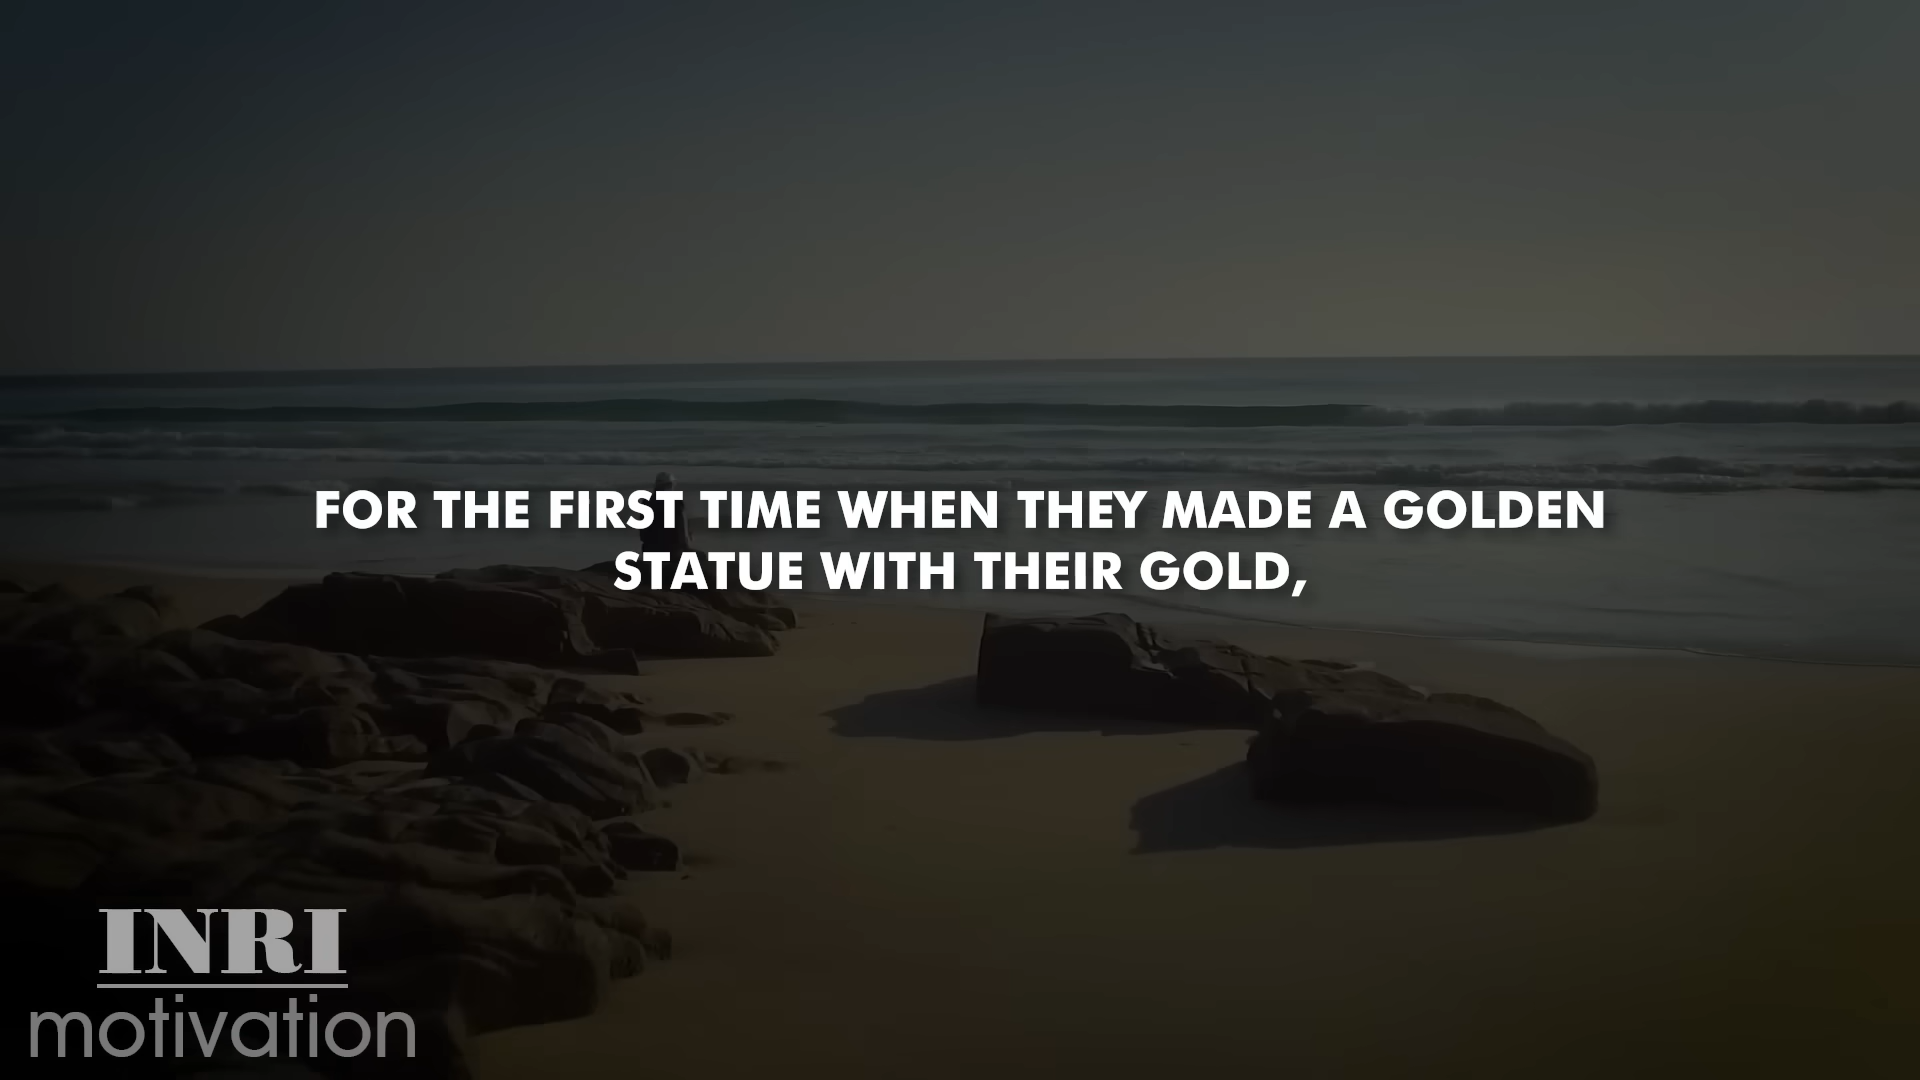 FOR THE FIRST TIME WHEN THEY MADE A GOLDEN
STATUE WITH THEIR GOLD,
INRI
motivation